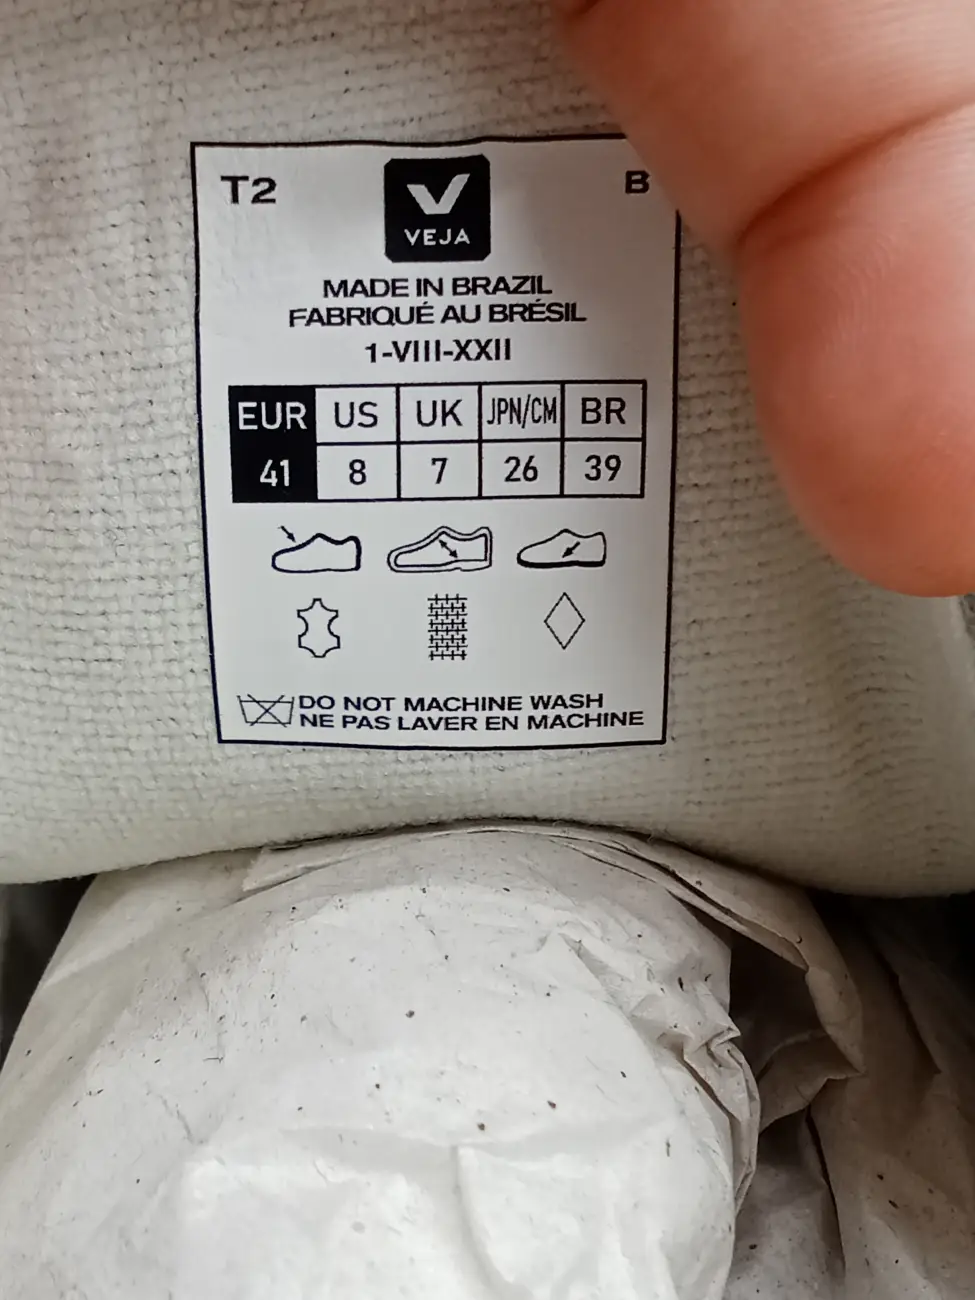 T2
B
VEJA
MADE IN BRAZIL
FABRIQUÉ AU BRÉSIL
1-VIII-XXII
EUR US UK JPN/CM BR
41 8 7 26 39
DO NOT MACHINE WASH
NE PAS LAVER EN MACHINE